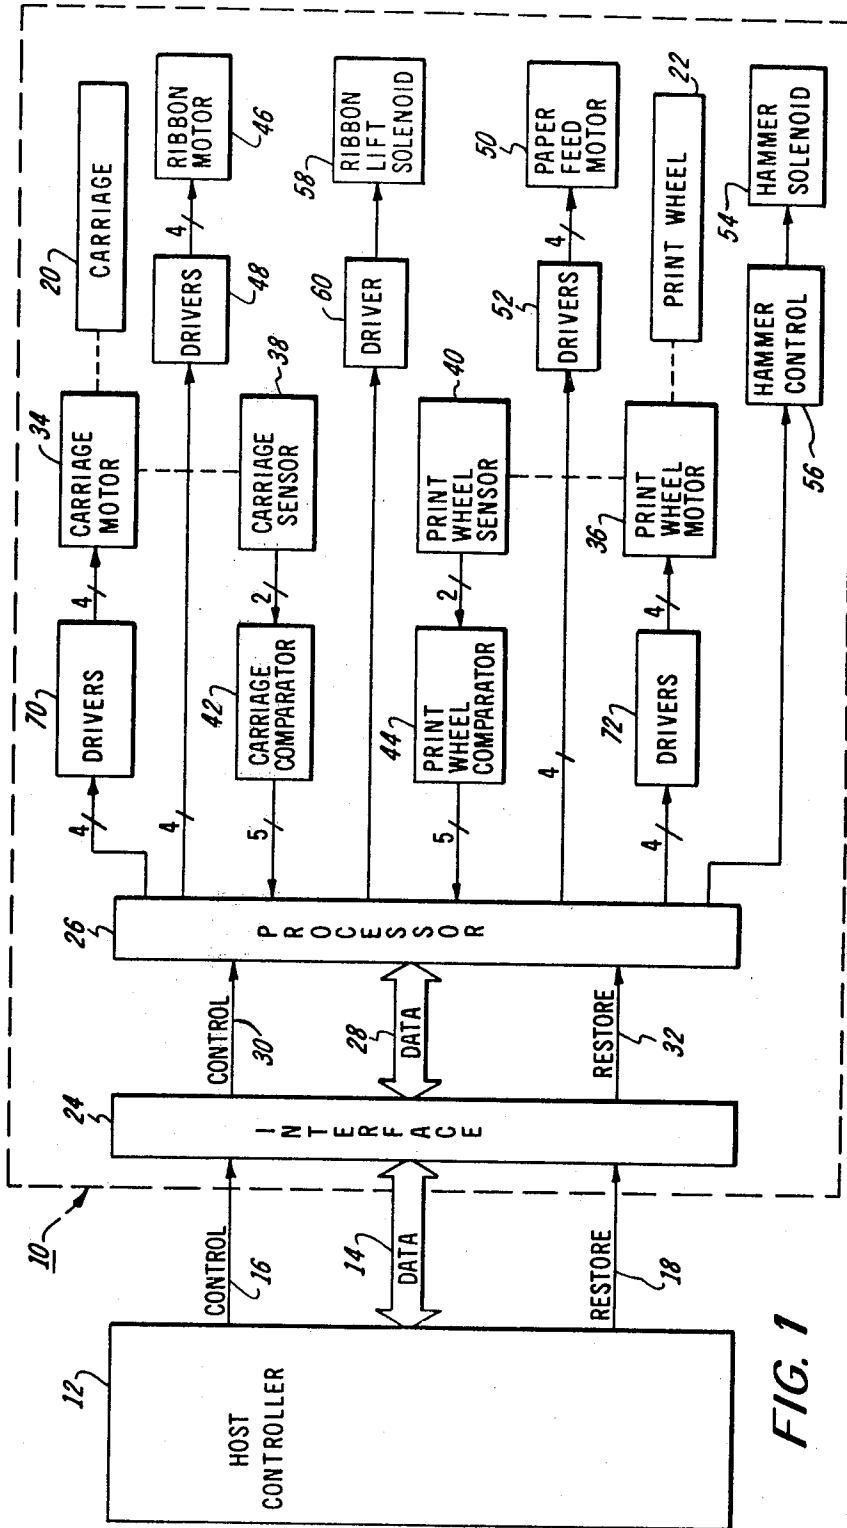 10
12
HOST
CONTROLLER
CONTROL
16
14
DATA
RESTORE
18
24
INTERFACE
CONTROL
30
28
DATA
RESTORE
32
26
PROCESSOR
4
70
DRIVERS
4
34
CARRIAGE
MOTOR
20
CARRIAGE
4
DRIVERS
48
4
RIBBON
MOTOR
46
5
42
CARRIAGE
COMPARATOR
2
CARRIAGE
SENSOR
38
60
DRIVER
58
RIBBON
LIFT
SOLENOID
5
44
PRINT
WHEEL
COMPARATOR
2
PRINT
WHEEL
SENSOR
40
4
52
DRIVERS
4
50
PAPER
FEED
MOTOR
4
72
DRIVERS
4
36
PRINT
WHEEL
MOTOR
PRINT WHEEL
22
HAMMER
CONTROL
56
54
HAMMER
SOLENOID
FIG. 1